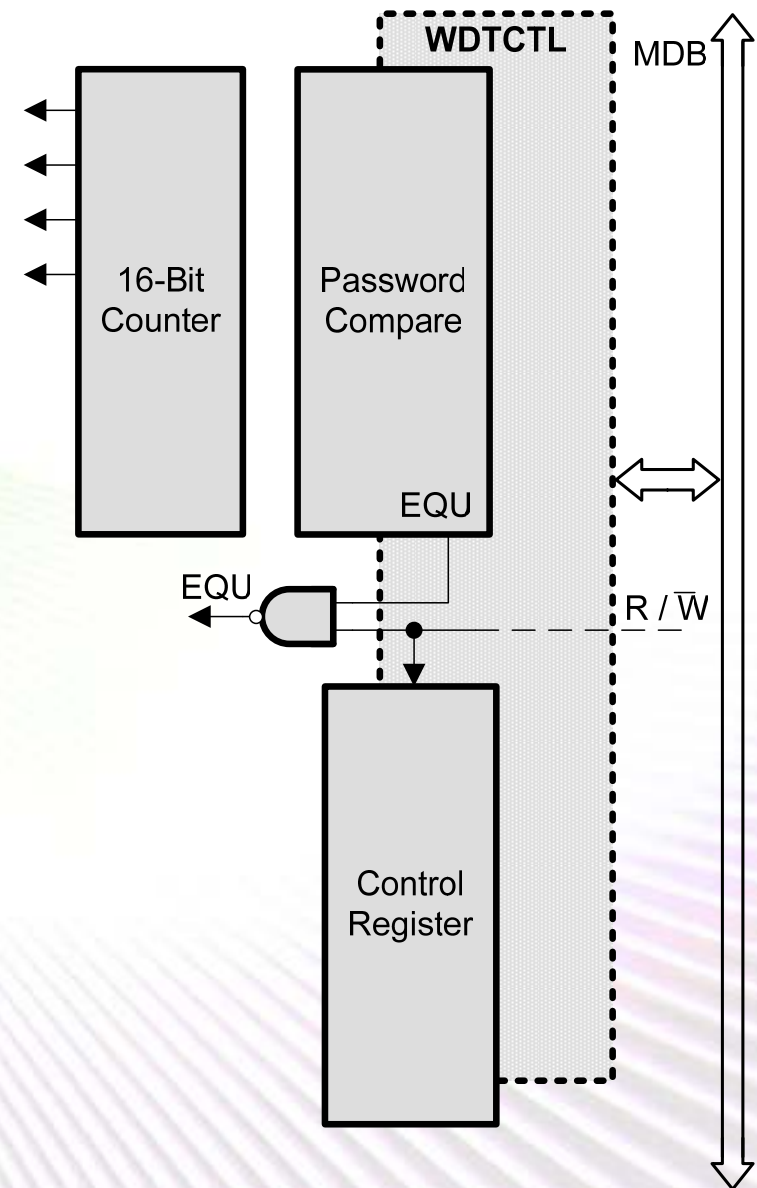 WDTCTL
MDB
16-Bit
Counter
Password
Compare
EQU
EQU
R / W̅
Control
Register